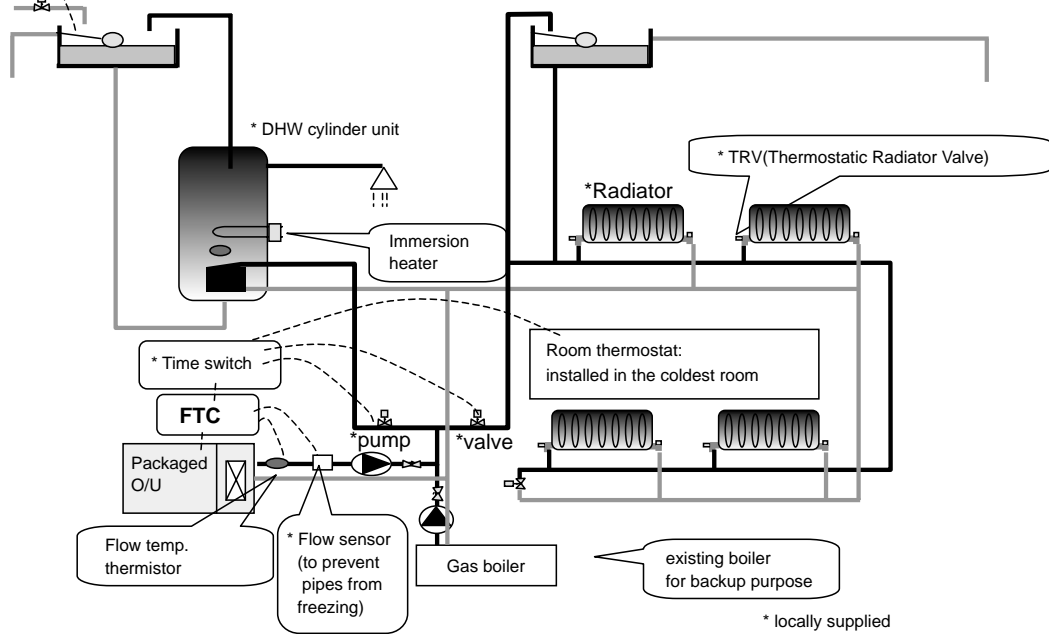 * DHW cylinder unit
* TRV(Thermostatic Radiator Valve)
*Radiator
Immersion
heater
* Time switch
Room thermostat:
installed in the coldest room
FTC
*pump
*valve
Packaged
O/U
Flow temp.
thermistor
* Flow sensor
(to prevent
pipes from
freezing)
Gas boiler
existing boiler
for backup purpose
* locally supplied